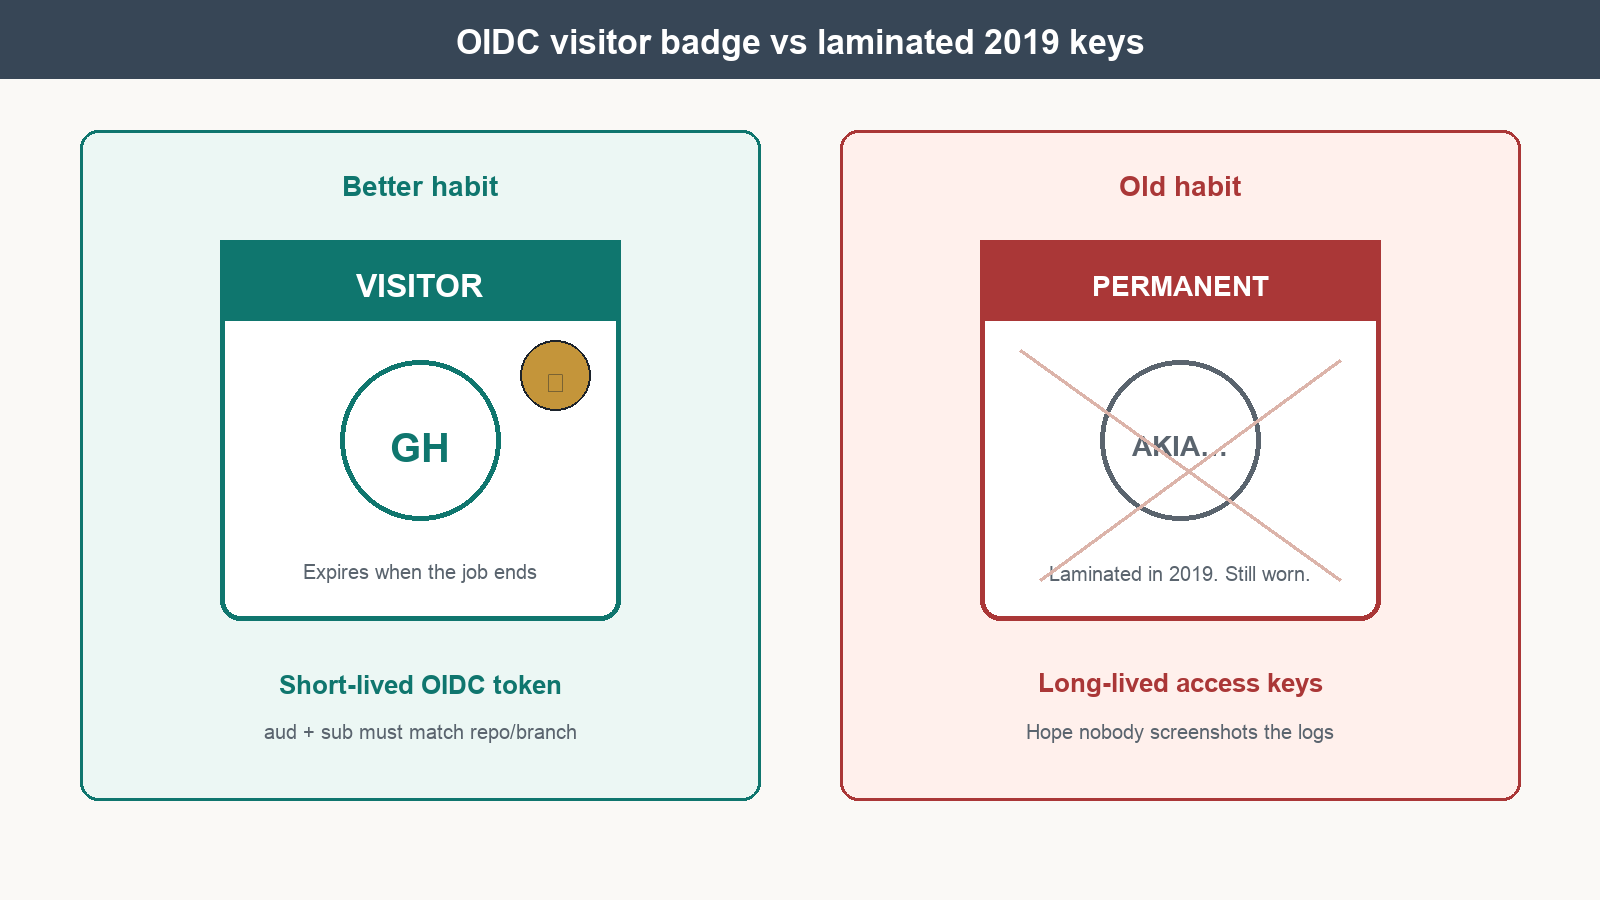 OIDC visitor badge vs laminated 2019 keys
Better habit
VISITOR
GH
Expires when the job ends
Short-lived OIDC token
aud + sub must match repo/branch
Old habit
PERMANENT
AKIA...
Laminated in 2019. Still worn.
Long-lived access keys
Hope nobody screenshots the logs